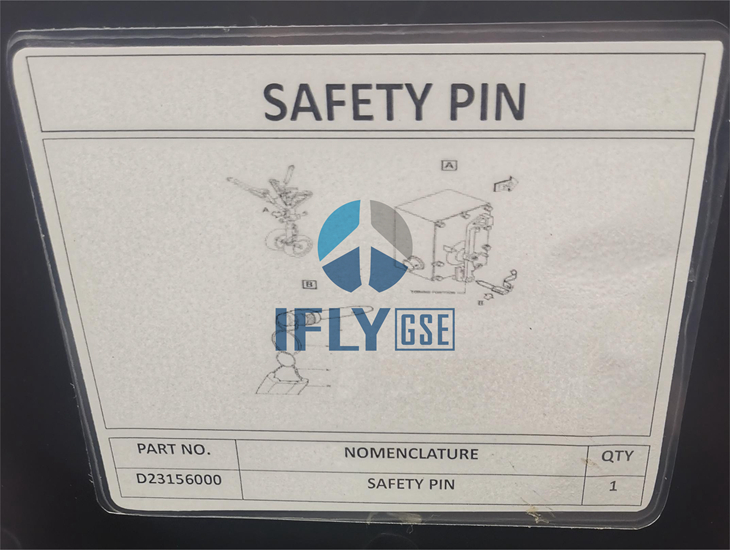 SAFETY PIN
A
A
B
B
IFLY GSE
PART NO. NOMENCLATURE QTY
D23156000 SAFETY PIN 1